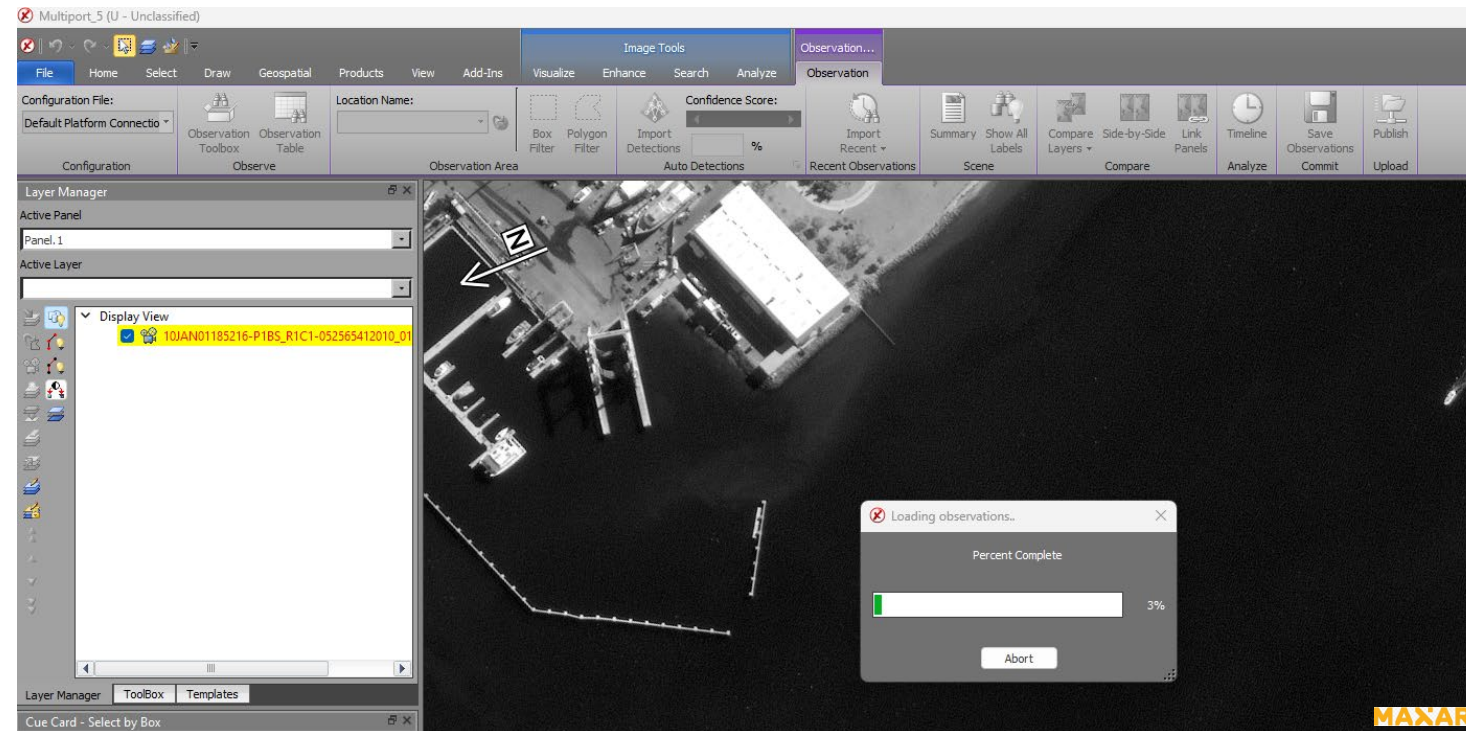 Multiport_5 (U - Unclassified)
Image Tools
Observation...
File Home Select Draw Geospatial Products View Add-Ins Visualize Enhance Search Analyze Observation
Configuration File:
Default Platform Connectio
Configuration
Observation Toolbox
Observation Table
Observe
Location Name:
Observation Area
Box Filter
Polygon Filter
Import Detections
Confidence Score:
%
Auto Detections
Import Recent
Recent Observations
Summary
Show All Labels
Scene
Compare Layers
Side-by-Side
Link Panels
Compare
Timeline
Analyze
Save Observations
Commit
Publish
Upload
Layer Manager
Active Panel
Panel.1
Active Layer
Display View
10JAN01185216-P1BS_R1C1-052565412010_01
Layer Manager ToolBox Templates
Cue Card - Select by Box
N
Loading observations..
Percent Complete
3%
Abort
MAXAR